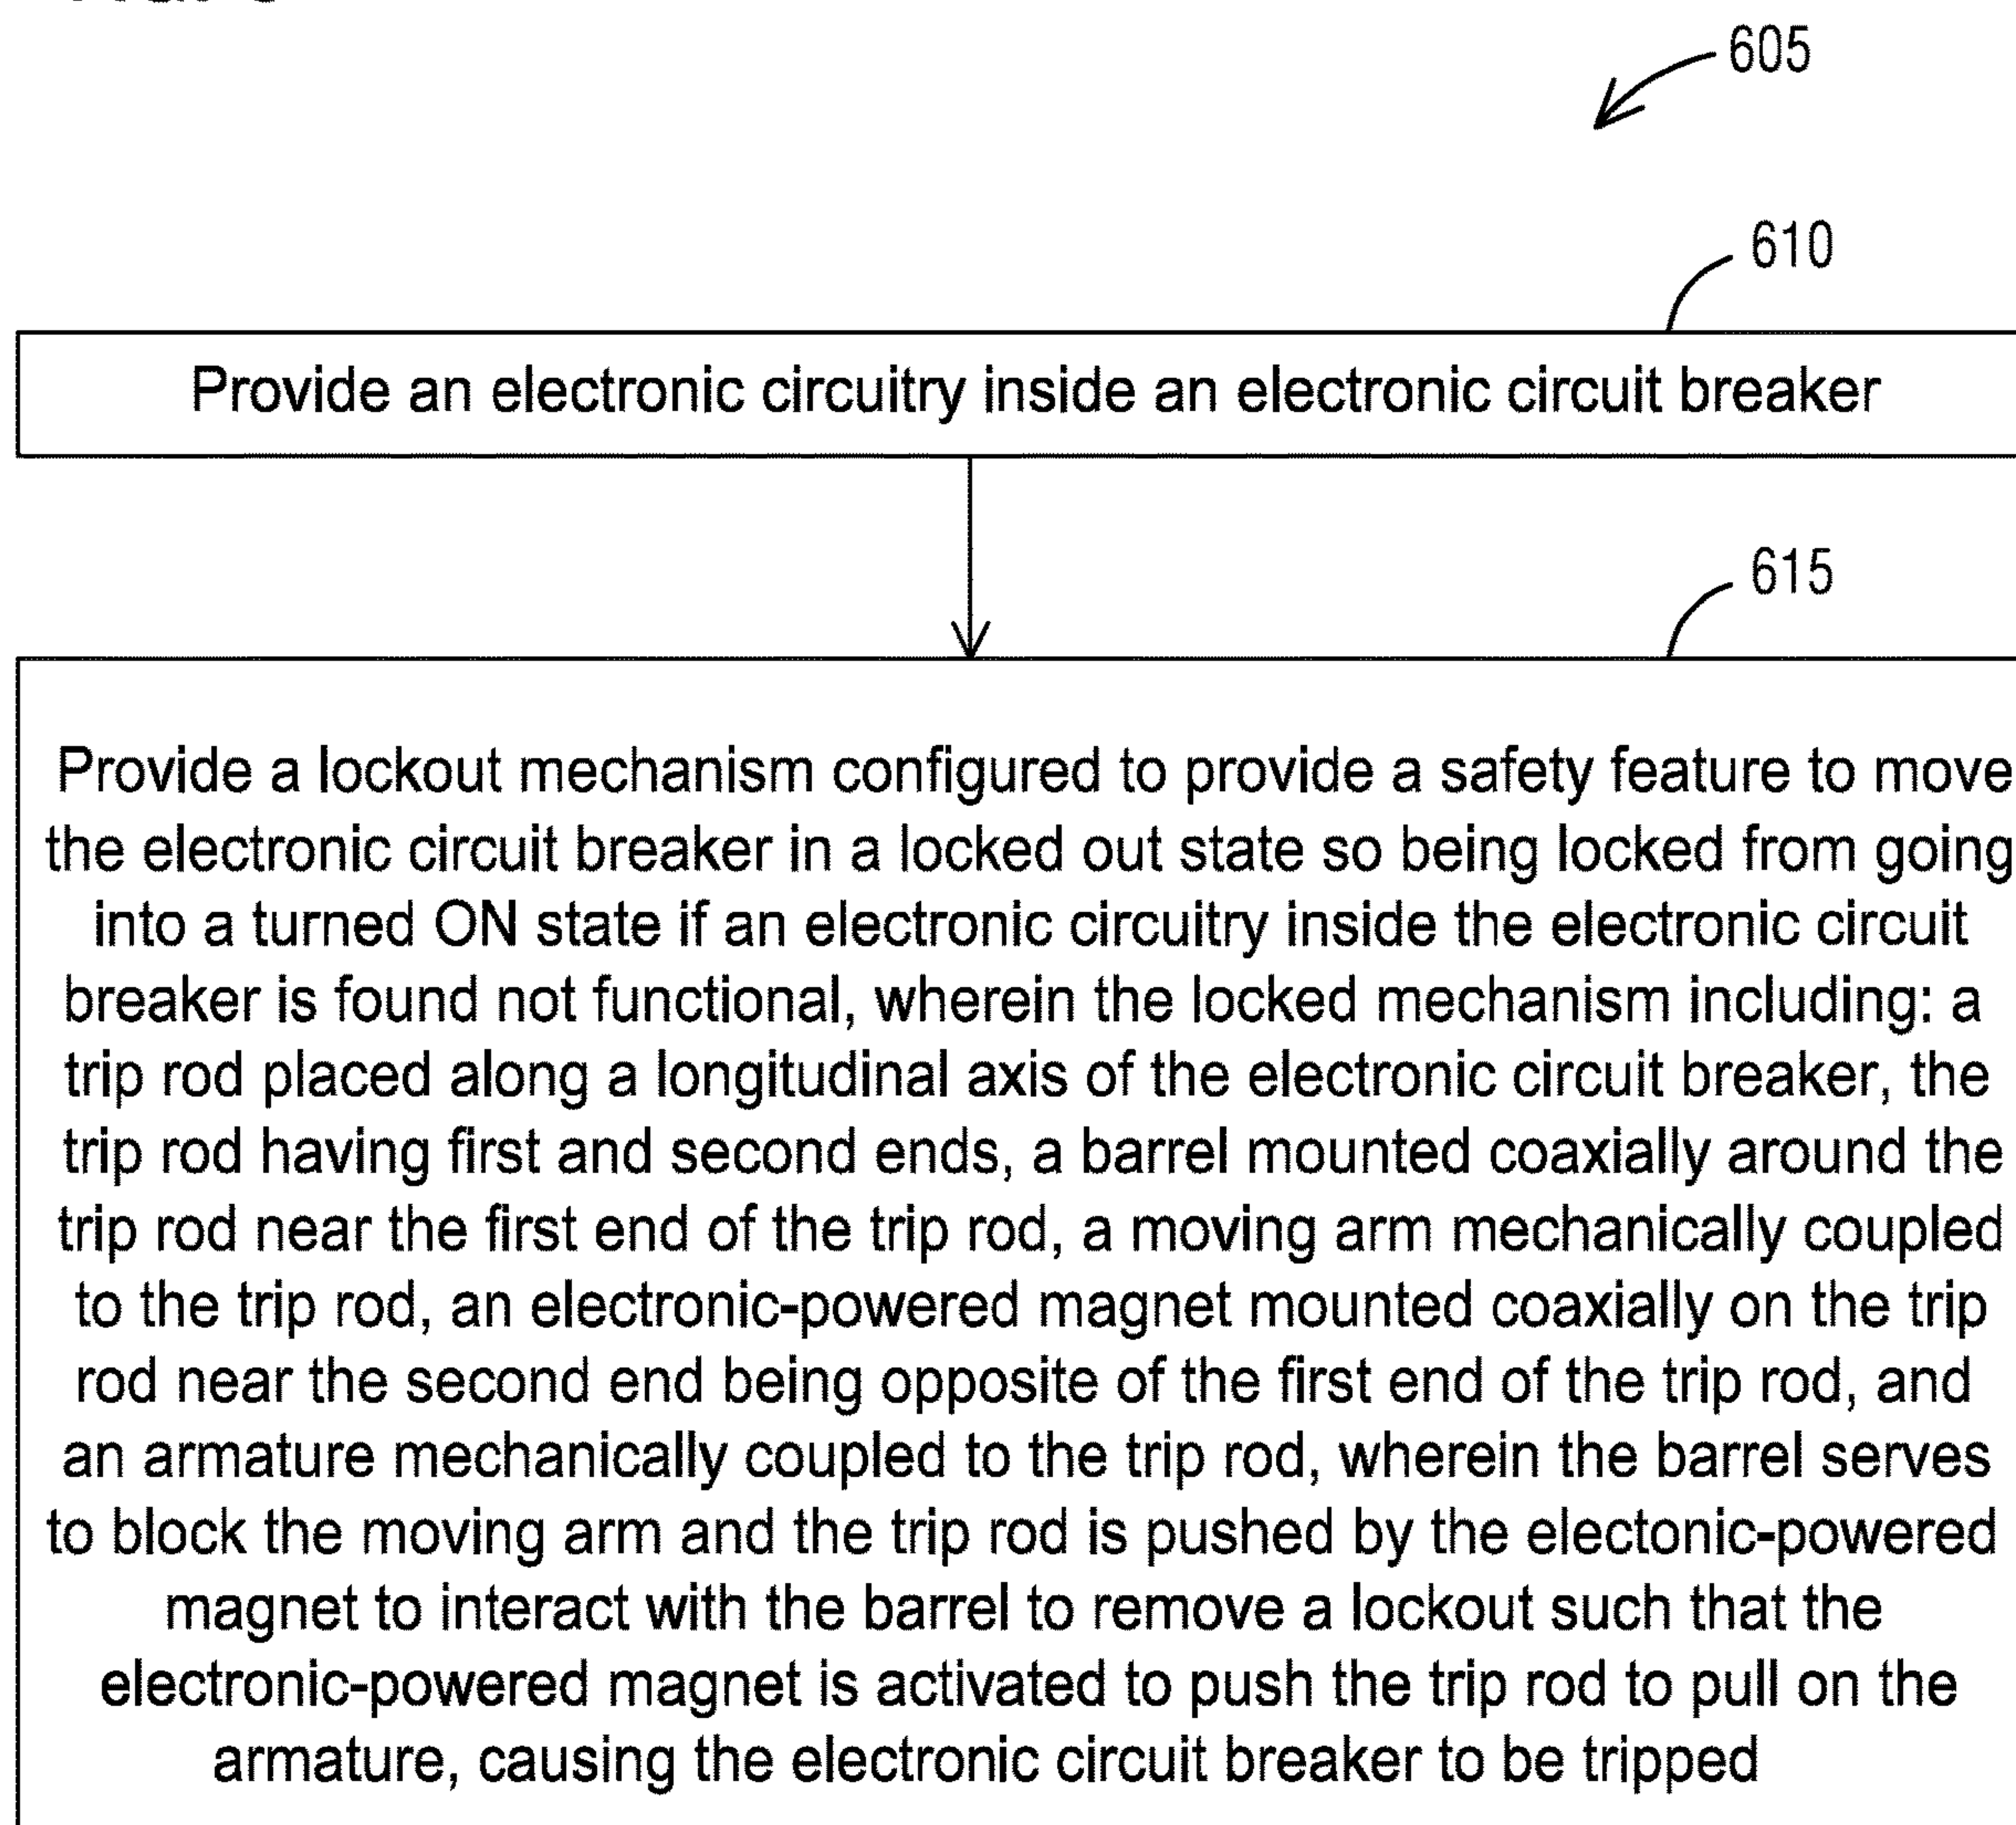 605
610
Provide an electronic circuitry inside an electronic circuit breaker
615
Provide a lockout mechanism configured to provide a safety feature to move
the electronic circuit breaker in a locked out state so being locked from going
into a turned ON state if an electronic circuitry inside the electronic circuit
breaker is found not functional, wherein the locked mechanism including: a
trip rod placed along a longitudinal axis of the electronic circuit breaker, the
trip rod having first and second ends, a barrel mounted coaxially around the
trip rod near the first end of the trip rod, a moving arm mechanically coupled
to the trip rod, an electronic-powered magnet mounted coaxially on the trip
rod near the second end being opposite of the first end of the trip rod, and
an armature mechanically coupled to the trip rod, wherein the barrel serves
to block the moving arm and the trip rod is pushed by the electonic-powered
magnet to interact with the barrel to remove a lockout such that the
electronic-powered magnet is activated to push the trip rod to pull on the
armature, causing the electronic circuit breaker to be tripped